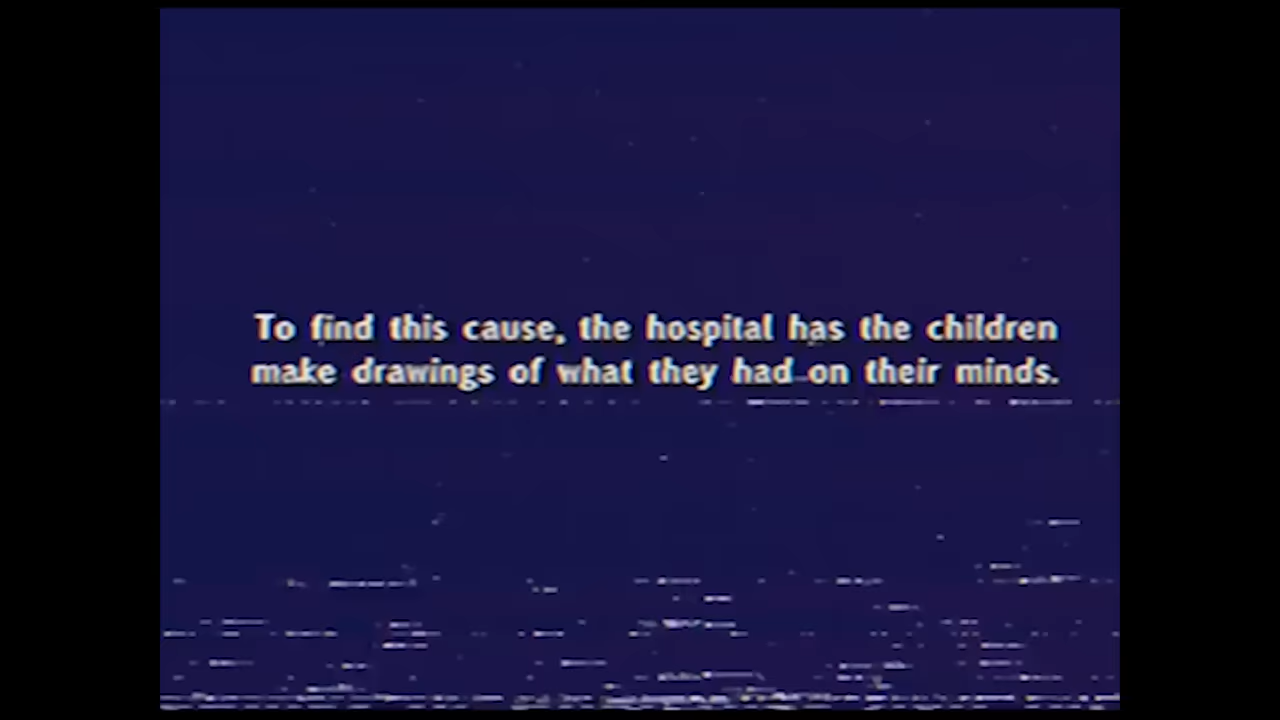 To find this cause, the hospital has the children
make drawings of what they had on their minds.